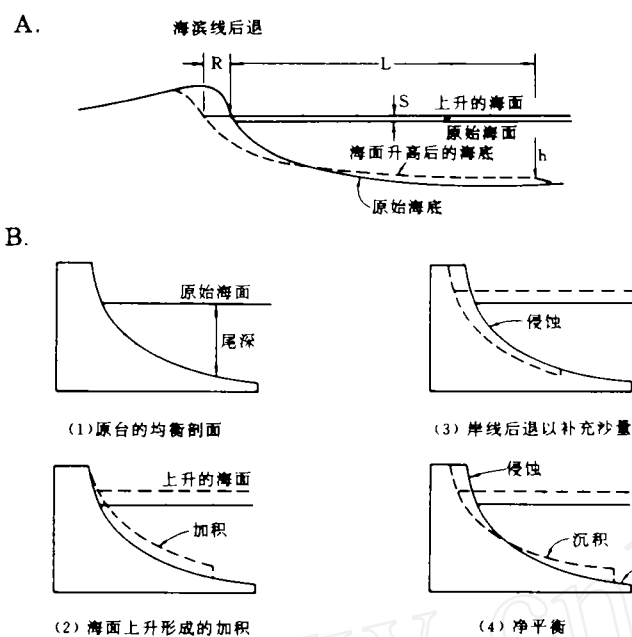 A.
海滨线后退
R
L
S
上升的海面
原始海面
海面升高后的海底
h
原始海底
B.
原始海面
尾深
(1)原台的均衡剖面
侵蚀
(3) 岸线后退以补充沙量
上升的海面
加积
(2) 海面上升形成的加积
侵蚀
沉积
(4) 净平衡